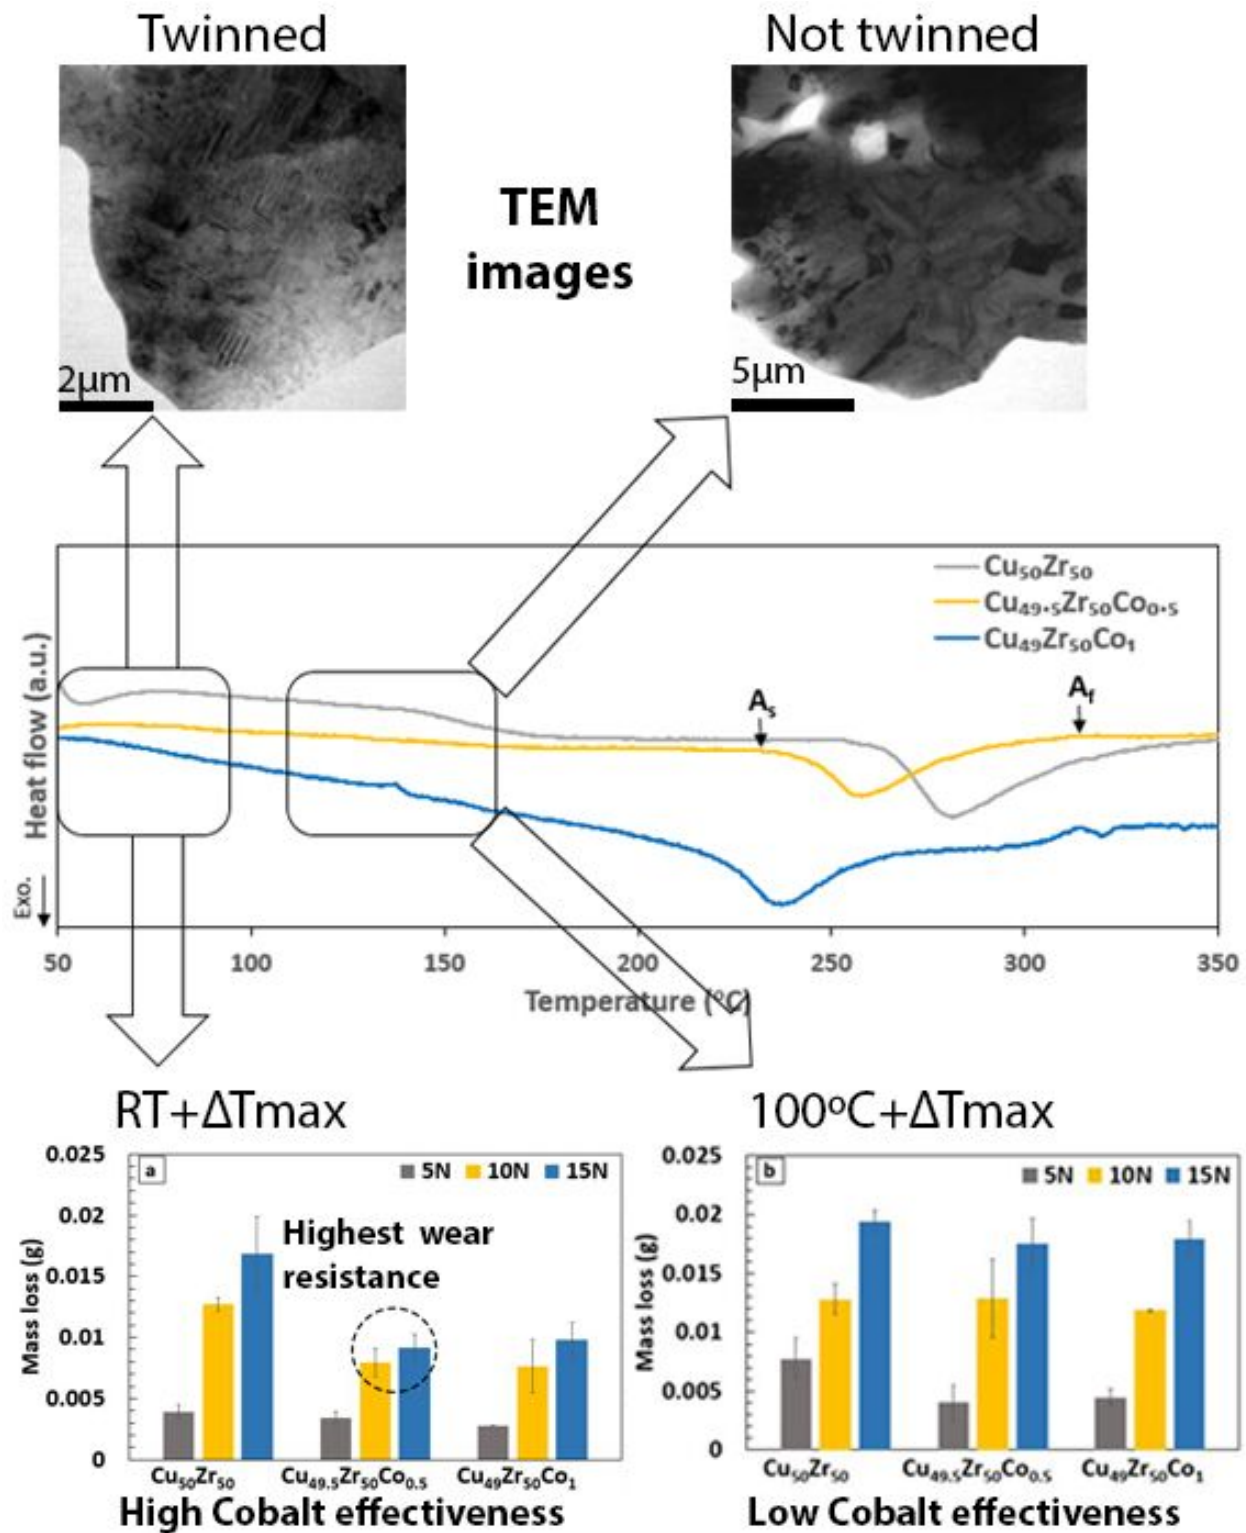 Twinned
Not twinned
TEM
images
2µm
5µm
Cu₅₀Zr₅₀
Cu₄₉.₅Zr₅₀Co₀.₅
Cu₄₉Zr₅₀Co₁
Heat flow (a.u.)
Exo.
Aₛ
A_f
50 100 150 200 250 300 350
Temperature (ºC)
RT+ΔTmax
100ºC+ΔTmax
a
5N 10N 15N
Highest wear
resistance
Mass loss (g)
0.025
0.02
0.015
0.01
0.005
0
Cu₅₀Zr₅₀ Cu₄₉.₅Zr₅₀Co₀.₅ Cu₄₉Zr₅₀Co₁
High Cobalt effectiveness
b
5N 10N 15N
Mass loss (g)
0.025
0.02
0.015
0.01
0.005
0
Cu₅₀Zr₅₀ Cu₄₉.₅Zr₅₀Co₀.₅ Cu₄₉Zr₅₀Co₁
Low Cobalt effectiveness